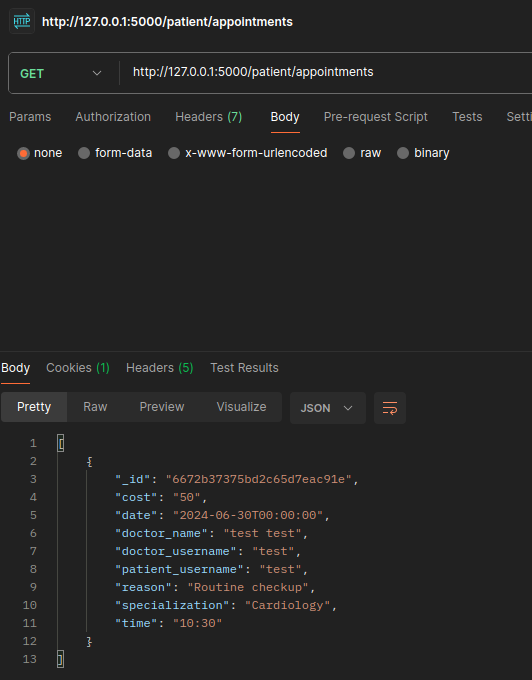 HTTP http://127.0.0.1:5000/patient/appointments
GET http://127.0.0.1:5000/patient/appointments
Params Authorization Headers (7) Body Pre-request Script Tests Setti
none form-data x-www-form-urlencoded raw binary
Body Cookies (1) Headers (5) Test Results
Pretty Raw Preview Visualize JSON
1 [
2 {
3 "_id": "6672b37375bd2c65d7eac91e",
4 "cost": "50",
5 "date": "2024-06-30T00:00:00",
6 "doctor_name": "test test",
7 "doctor_username": "test",
8 "patient_username": "test",
9 "reason": "Routine checkup",
10 "specialization": "Cardiology",
11 "time": "10:30"
12 }
13 ]